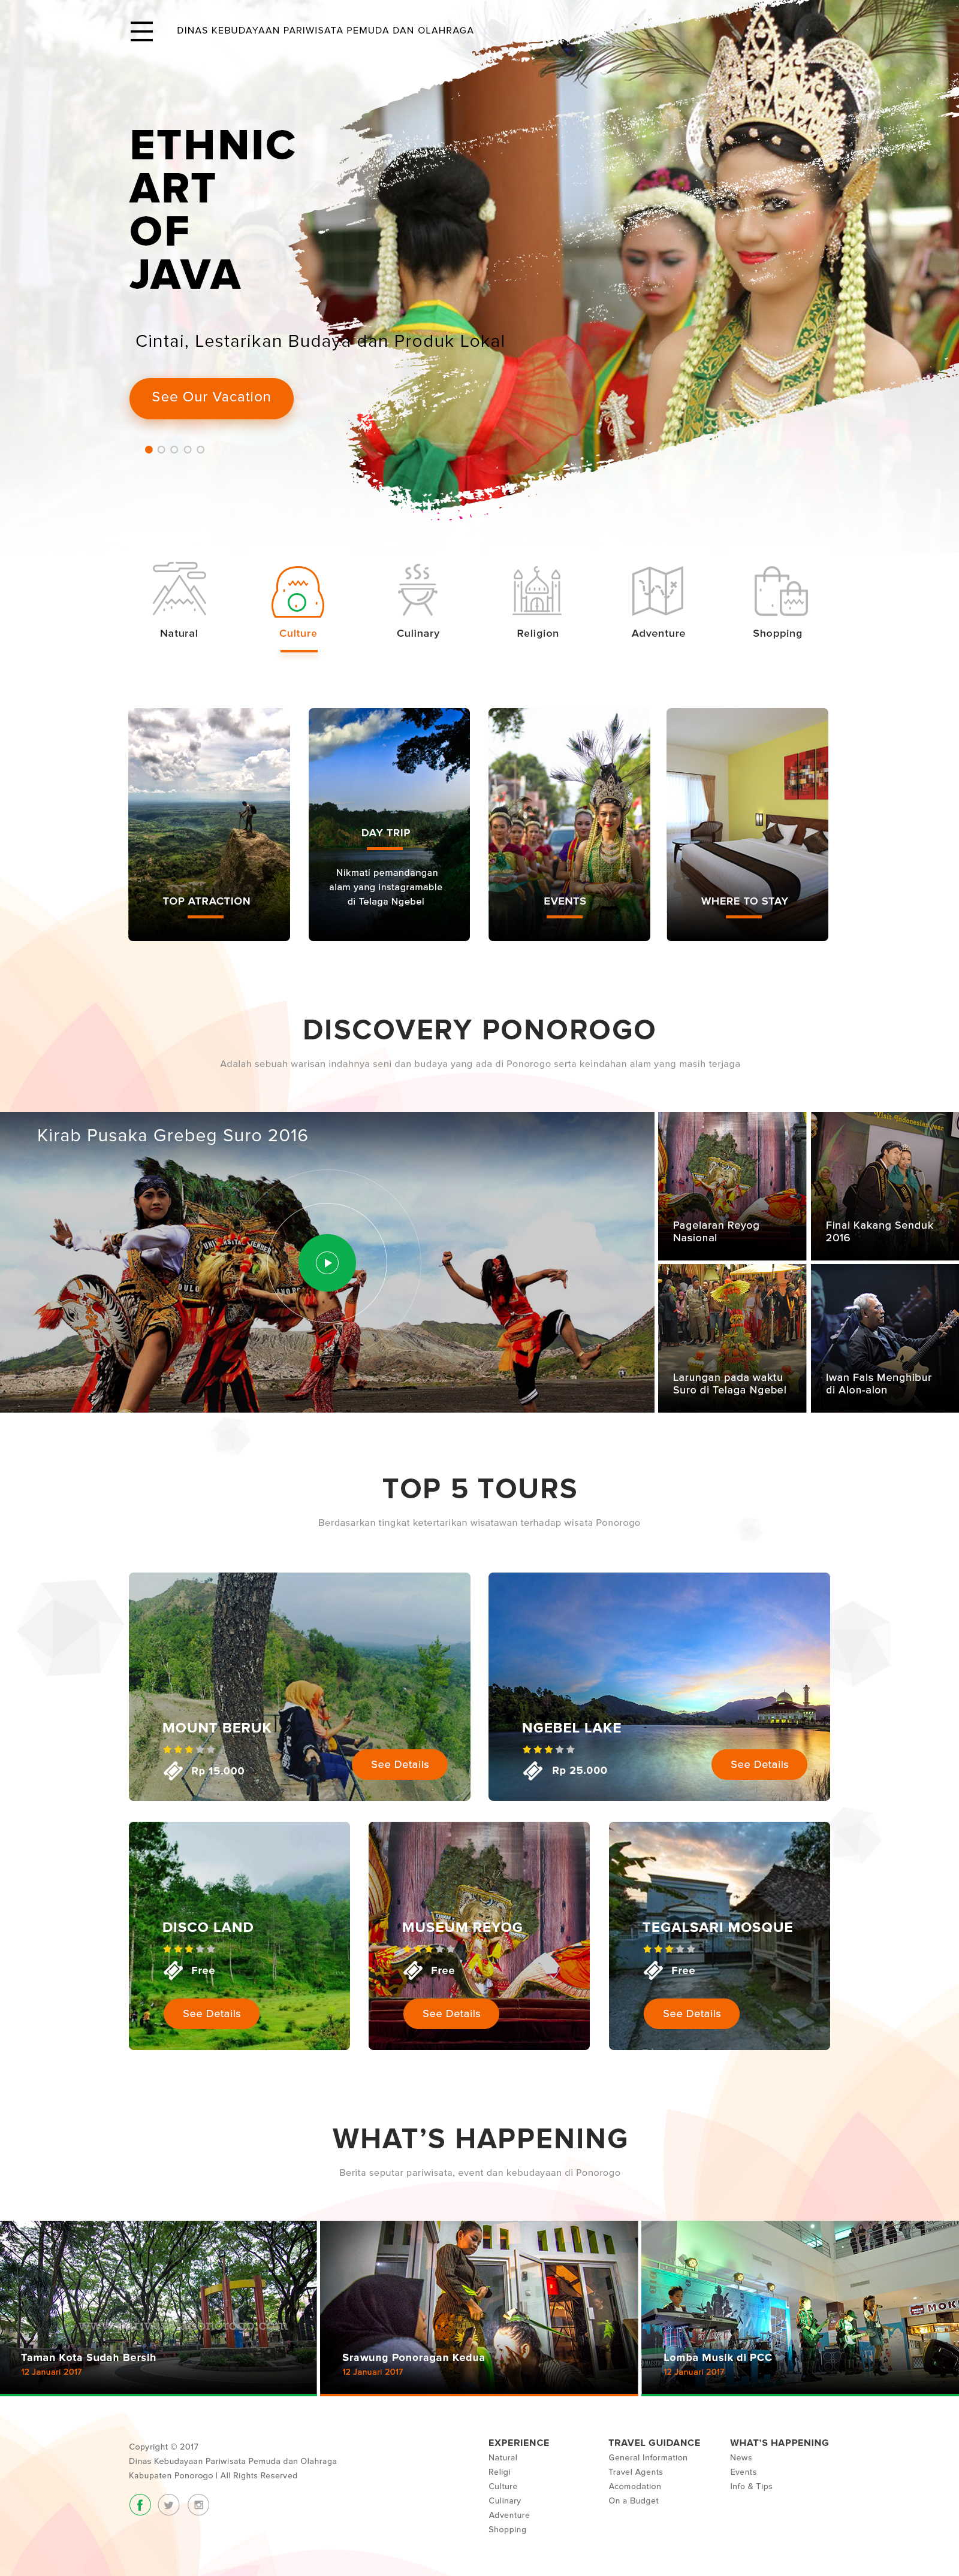 DINAS KEBUDAYAAN PARIWISATA PEMUDA DAN OLAHRAGA
ETHNIC
ART
OF
JAVA
Cintai, Lestarikan Budaya dan Produk Lokal
See Our Vacation
Natural
Culture
Culinary
Religion
Adventure
Shopping
TOP ATRACTION
DAY TRIP
Nikmati pemandangan
alam yang instagramable
di Telaga Ngebel
EVENTS
WHERE TO STAY
DISCOVERY PONOROGO
Adalah sebuah warisan indahnya seni dan budaya yang ada di Ponorogo serta keindahan alam yang masih terjaga
Kirab Pusaka Grebeg Suro 2016
Pagelaran Reyog
Nasional
Final Kakang Senduk
2016
Larungan pada waktu
Suro di Telaga Ngebel
Iwan Fals Menghibur
di Alon-alon
TOP 5 TOURS
Berdasarkan tingkat ketertarikan wisatawan terhadap wisata Ponorogo
MOUNT BERUK
Rp 15.000
See Details
NGEBEL LAKE
Rp 25.000
See Details
DISCO LAND
Free
See Details
MUSEUM REYOG
Free
See Details
TEGALSARI MOSQUE
Free
See Details
WHAT’S HAPPENING
Berita seputar pariwisata, event dan kebudayaan di Ponorogo
Taman Kota Sudah Bersih
12 Januari 2017
Srawung Ponoragan Kedua
12 Januari 2017
Lomba Musik di PCC
12 Januari 2017
Copyright © 2017
Dinas Kebudayaan Pariwisata Pemuda dan Olahraga
Kabupaten Ponorogo | All Rights Reserved
EXPERIENCE
Natural
Religi
Culture
Culinary
Adventure
Shopping
TRAVEL GUIDANCE
General Information
Travel Agents
Acomodation
On a Budget
WHAT’S HAPPENING
News
Events
Info & Tips